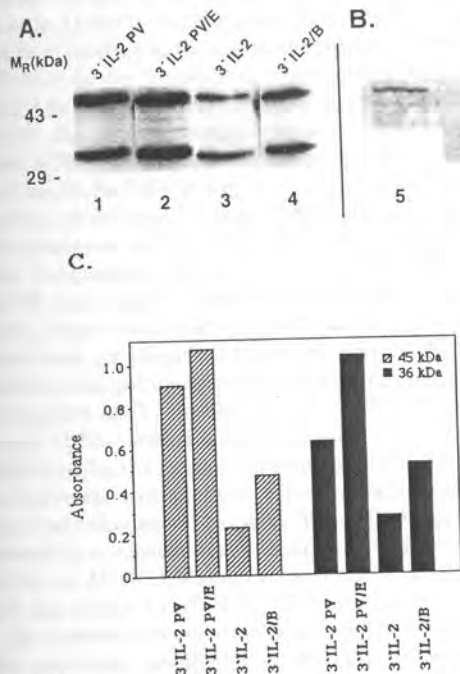 A.
3`IL-2 PV
3`IL-2 PV/E
3`IL-2
3`IL-2/B
MR(kDa)
43 -
29 -
1 2 3 4
B.
5
C.
Absorbance
1.0
0.8
0.6
0.4
0.2
0
45 kDa
36 kDa
3`IL-2 PV
3`IL-2 PV/E
3`IL-2
3`IL-2/B
3`IL-2 PV
3`IL-2 PV/E
3`IL-2
3`IL-2/B